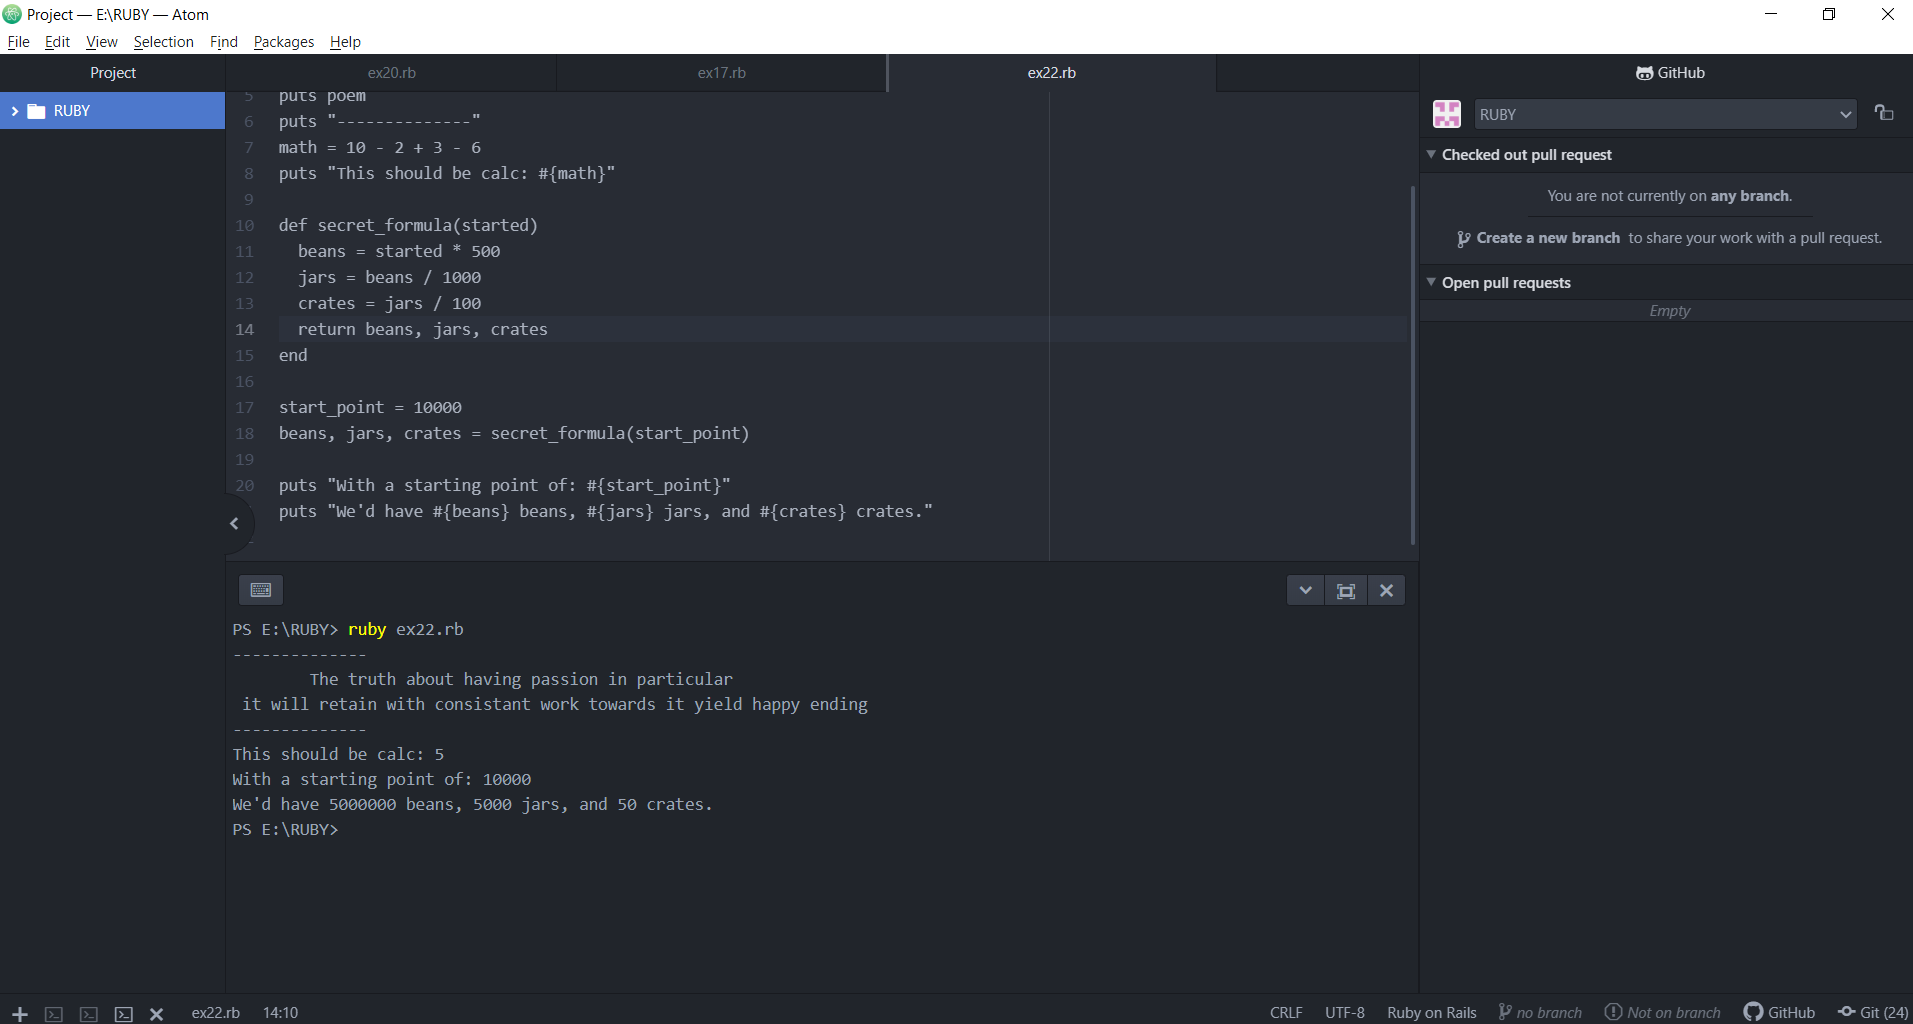 Project — E:\RUBY — Atom
File Edit View Selection Find Packages Help
Project
RUBY
ex20.rb ex17.rb ex22.rb
5 puts poem
6 puts "--------------"
7 math = 10 - 2 + 3 - 6
8 puts "This should be calc: #{math}"
9
10 def secret_formula(started)
11 beans = started * 500
12 jars = beans / 1000
13 crates = jars / 100
14 return beans, jars, crates
15 end
16
17 start_point = 10000
18 beans, jars, crates = secret_formula(start_point)
19
20 puts "With a starting point of: #{start_point}"
puts "We'd have #{beans} beans, #{jars} jars, and #{crates} crates."
PS E:\RUBY> ruby ex22.rb
--------------
The truth about having passion in particular
it will retain with consistant work towards it yield happy ending
--------------
This should be calc: 5
With a starting point of: 10000
We'd have 5000000 beans, 5000 jars, and 50 crates.
PS E:\RUBY>
GitHub
RUBY
Checked out pull request
You are not currently on any branch.
Create a new branch to share your work with a pull request.
Open pull requests
Empty
ex22.rb 14:10 CRLF UTF-8 Ruby on Rails no branch Not on branch GitHub Git (24)